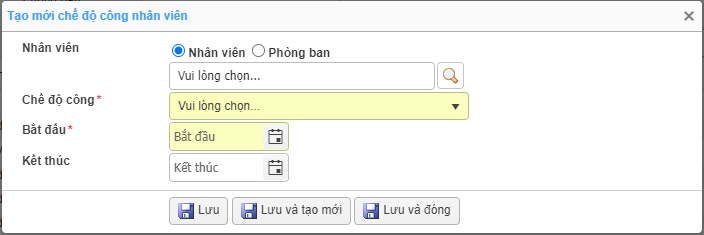 Tạo mới chế độ công nhân viên
Nhân viên
Nhân viên Phòng ban
Vui lòng chọn...
Chế độ công *
Vui lòng chọn...
Bắt đầu *
Bắt đầu
Kết thúc
Kết thúc
Lưu Lưu và tạo mới Lưu và đóng